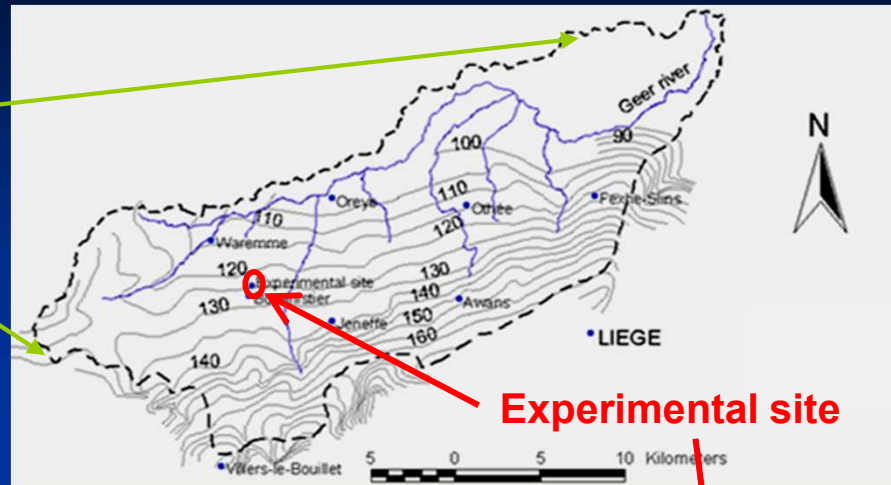 Geer river
N
90
100
110
Oreye
Othée
Fexhe-Slins
110
120
Waremme
120
Experimental site
130
130
140
Awans
150
Jeneffe
160
LIEGE
140
Experimental site
5 0 5 10 Kilometers
Villers-le-Bouillet